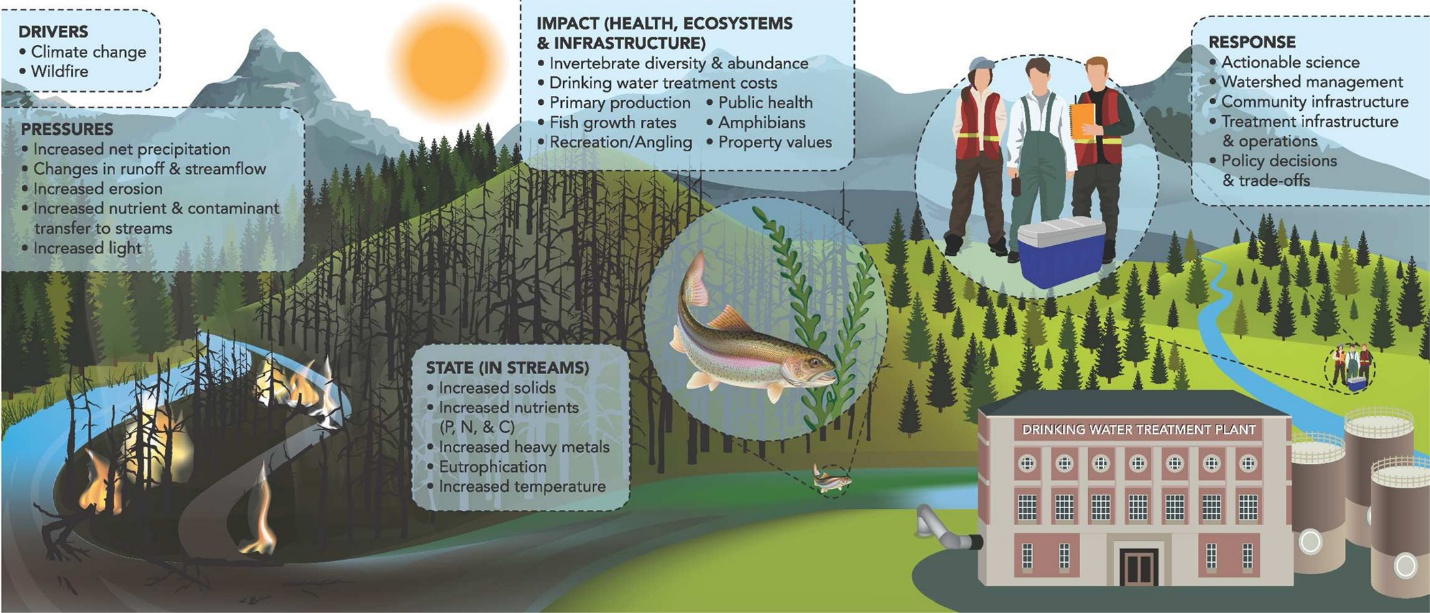 DRIVERS
• Climate change
• Wildfire
PRESSURES
• Increased net precipitation
• Changes in runoff & streamflow
• Increased erosion
• Increased nutrient & contaminant
transfer to streams
• Increased light
STATE (IN STREAMS)
• Increased solids
• Increased nutrients
(P, N, & C)
• Increased heavy metals
• Eutrophication
• Increased temperature
IMPACT (HEALTH, ECOSYSTEMS
& INFRASTRUCTURE)
• Invertebrate diversity & abundance
• Drinking water treatment costs
• Primary production • Public health
• Fish growth rates • Amphibians
• Recreation/Angling • Property values
RESPONSE
• Actionable science
• Watershed management
• Community infrastructure
• Treatment infrastructure
& operations
• Policy decisions
& trade-offs
DRINKING WATER TREATMENT PLANT